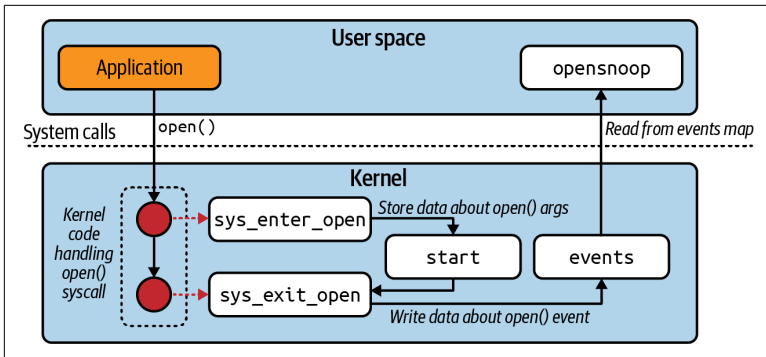 User space
Application
opensnoop
System calls
open()
Read from events map
Kernel
Kernel
code
handling
open()
syscall
sys_enter_open
Store data about open() args
start
events
sys_exit_open
Write data about open() event